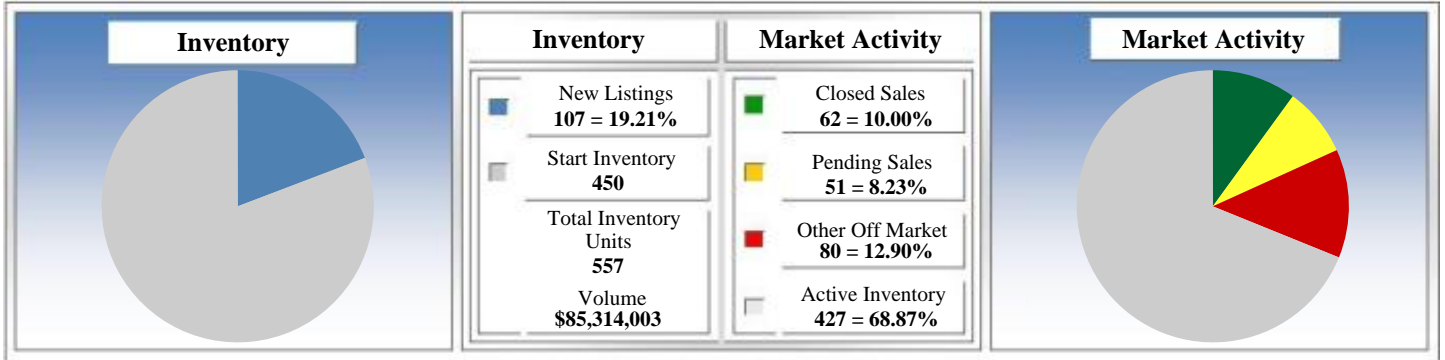 Inventory
Inventory
Market Activity
Market Activity
New Listings
107 = 19.21%
Start Inventory
450
Total Inventory
Units
557
Volume
$85,314,003
Closed Sales
62 = 10.00%
Pending Sales
51 = 8.23%
Other Off Market
80 = 12.90%
Active Inventory
427 = 68.87%